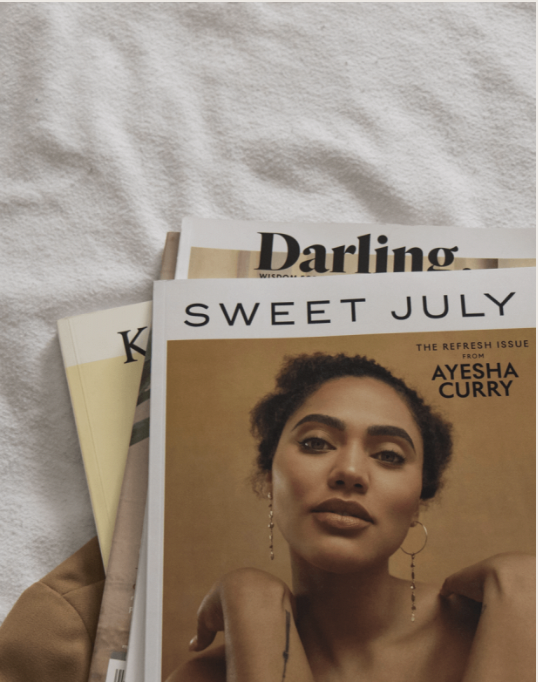 Darling.
SWEET JULY
K
THE REFRESH ISSUE
FROM
AYESHA
CURRY